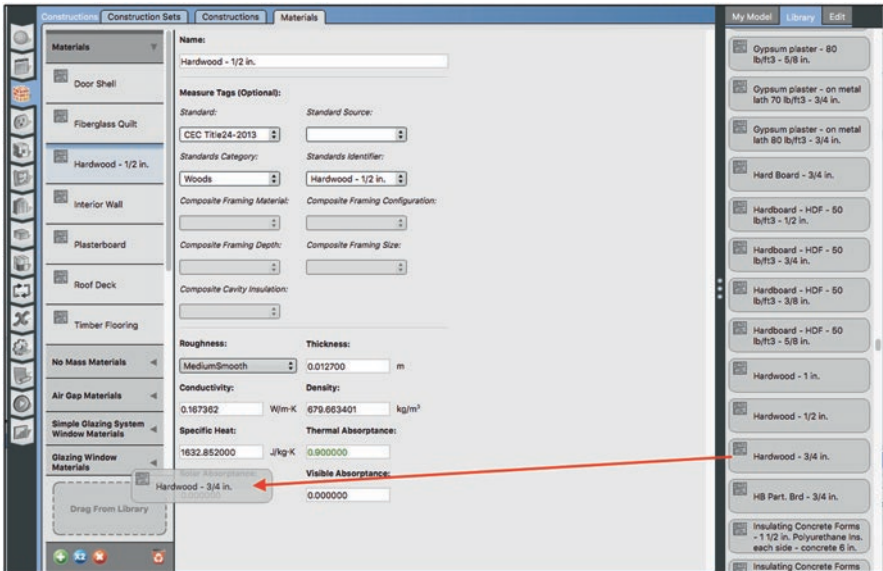 Constructions
Construction Sets
Constructions
Materials
My Model
Library
Edit
Materials
Door Shell
Fiberglass Quilt
Hardwood - 1/2 in.
Interior Wall
Plasterboard
Roof Deck
Timber Flooring
No Mass Materials
Air Gap Materials
Simple Glazing System
Window Materials
Glazing Window
Materials
Drag From Library
x2
Name:
Hardwood - 1/2 in.
Measure Tags (Optional):
Standard:
Standard Source:
CEC Title24-2013
Standards Category:
Standards Identifier:
Woods
Hardwood - 1/2 in.
Composite Framing Material:
Composite Framing Configuration:
Composite Framing Depth:
Composite Framing Size:
Composite Cavity Insulation:
Roughness:
Thickness:
MediumSmooth
0.012700 m
Conductivity:
Density:
0.167362 W/m·K
679.663401 kg/m³
Specific Heat:
Thermal Absorptance:
1632.852000 J/kg·K
0.900000
Solar Absorptance:
Visible Absorptance:
Hardwood - 3/4 in.
0.000000
Gypsum plaster - 80
lb/ft3 - 5/8 in.
Gypsum plaster - on metal
lath 70 lb/ft3 - 3/4 in.
Gypsum plaster - on metal
lath 80 lb/ft3 - 3/4 in.
Hard Board - 3/4 in.
Hardboard - HDF - 50
lb/ft3 - 1/2 in.
Hardboard - HDF - 50
lb/ft3 - 3/4 in.
Hardboard - HDF - 50
lb/ft3 - 3/8 in.
Hardboard - HDF - 50
lb/ft3 - 5/8 in.
Hardwood - 1 in.
Hardwood - 1/2 in.
Hardwood - 3/4 in.
HB Part. Brd - 3/4 in.
Insulating Concrete Forms
- 1 1/2 in. Polyurethane Ins.
each side - concrete 6 in.
Insulating Concrete Forms